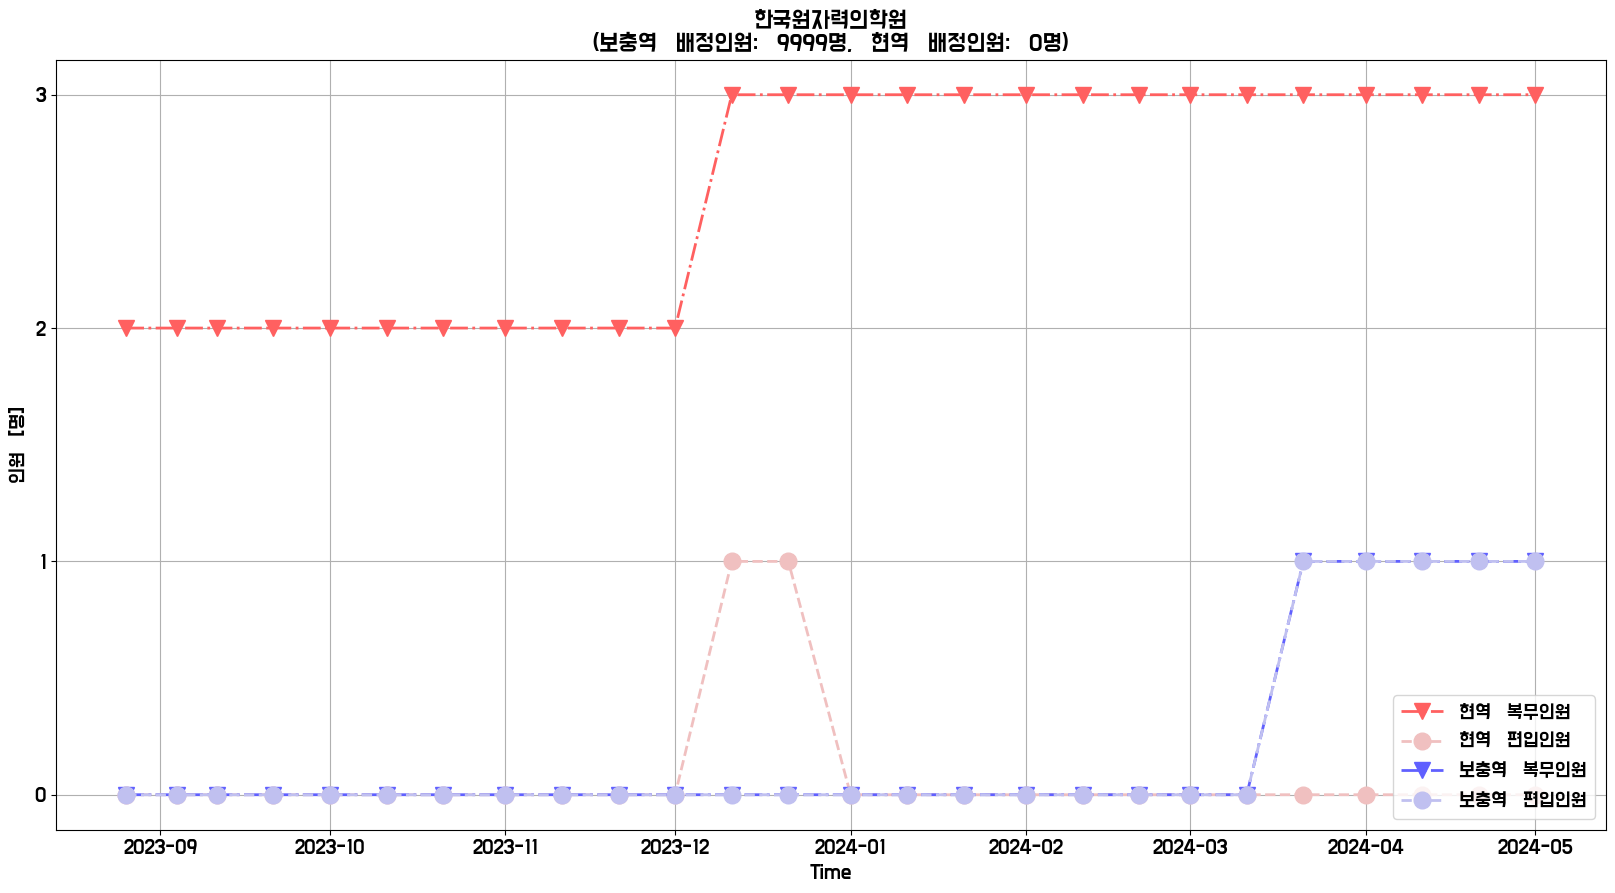 한국원자력의학원
(보충역 배정인원: 9999명, 현역 배정인원: 0명)
3
2
1
0
인원 [명]
현역 복무인원
현역 편입인원
보충역 복무인원
보충역 편입인원
2023-09 2023-10 2023-11 2023-12 2024-01 2024-02 2024-03 2024-04 2024-05
Time